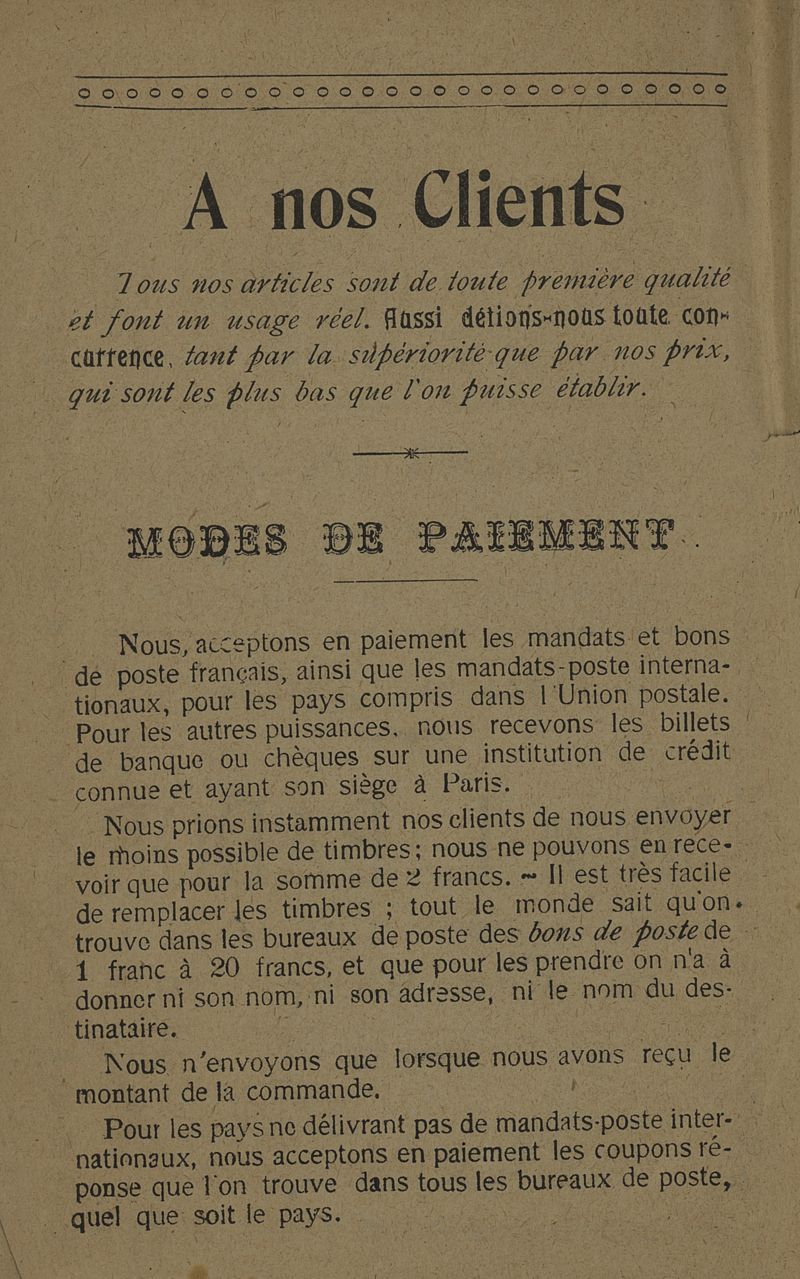 A nos Clients
Tous nos articles sont de toute première qualité
et font un usage réel. Aussi défions-nous toute con-
currence, tant par la supériorité que par nos prix,
qui sont les plus bas que l'on puisse établir.
MODES DE PAIEMENT
Nous acceptons en paiement les mandats et bons
de poste français, ainsi que les mandats-poste interna-
tionaux, pour les pays compris dans l'Union postale.
Pour les autres puissances, nous recevons les billets
de banque ou chèques sur une institution de crédit
connue et ayant son siège à Paris.
Nous prions instamment nos clients de nous envoyer
le moins possible de timbres; nous ne pouvons en rece-
voir que pour la somme de 2 francs. — Il est très facile
de remplacer les timbres ; tout le monde sait qu'on
trouve dans les bureaux de poste des bons de poste de
1 franc à 20 francs, et que pour les prendre on n'a à
donner ni son nom, ni son adresse, ni le nom du des-
tinataire.
Nous n'envoyons que lorsque nous avons reçu le
montant de la commande.
Pour les pays ne délivrant pas de mandats-poste inter-
nationaux, nous acceptons en paiement les coupons ré-
ponse que l'on trouve dans tous les bureaux de poste,
quel que soit le pays.